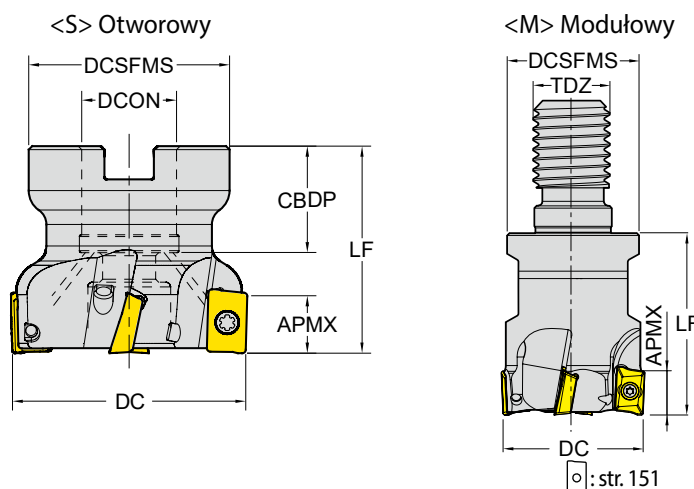 <S> Otworowy
DCSFMS
DCON
CBDP
LF
APMX
DC
<M> Modułowy
DCSFMS
TDZ
APMX
LF
DC
: str. 151